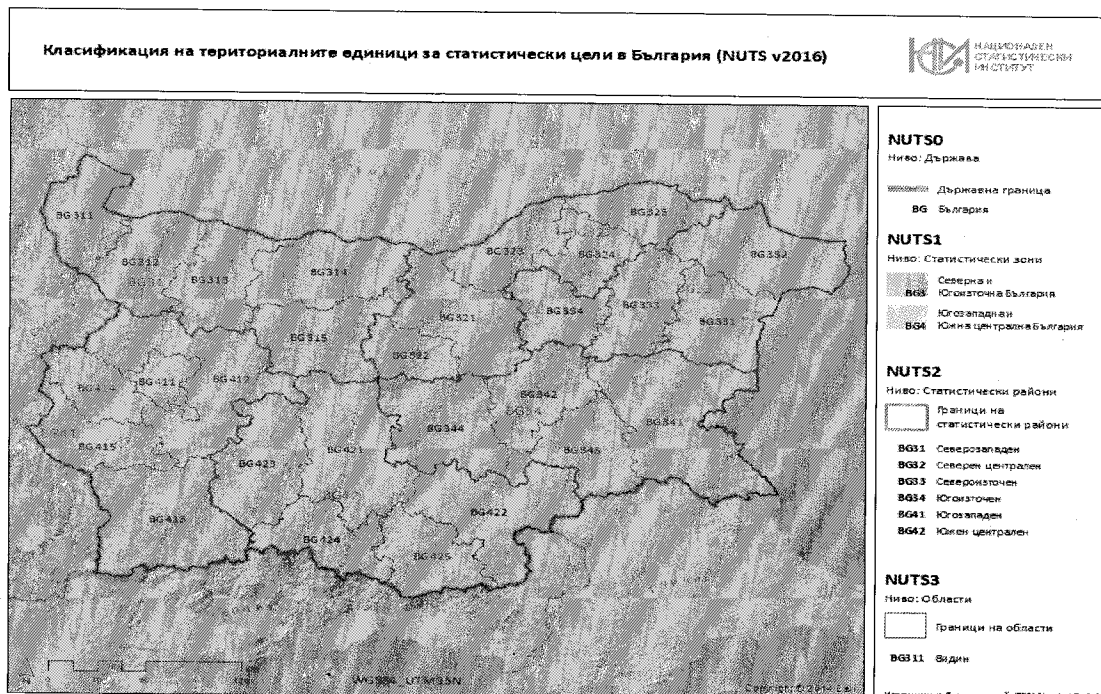 Класификация на териториалните единици за статистически цели в България (NUTS v2016)
НАЦИОНАЛЕН
СТАТИСТИЧЕСКИ
ИНСТИТУТ
BG311
BG312
BG313
BG314
BG315
BG321
BG322
BG323
BG324
BG325
BG332
BG331
BG333
BG334
BG342
BG341
BG343
BG344
BG411
BG412
BG414
BG415
BG413
BG423
BG421
BG422
BG424
BG425
WGS84 UTM35N
NUTS0
Ниво: Държава
Държавна граница
BG България
NUTS1
Ниво: Статистически зони
Северна и
BG3 Югоизточна България
Югозападна и
BG4 Южна централна България
NUTS2
Ниво: Статистически райони
Граници на
статистически райони
BG31 Северозападен
BG32 Северен централен
BG33 Североизточен
BG34 Югоизточен
BG41 Югозападен
BG42 Южен централен
NUTS3
Ниво: Области
Граници на области
BG311 Видин